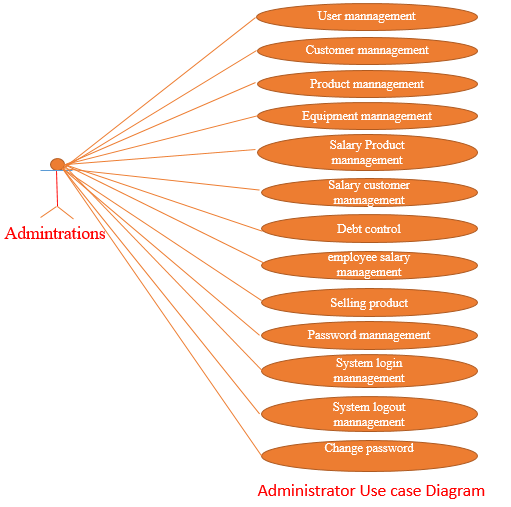 User mannagement
Customer mannagement
Product mannagement
Equipment mannagement
Salary Product
mannagement
Salary customer
mannagement
Admintrations
Debt control
employee salary
mannagement
Selling product
Password mannagement
System login
mannagement
System logout
mannagement
Change password
Administrator Use case Diagram